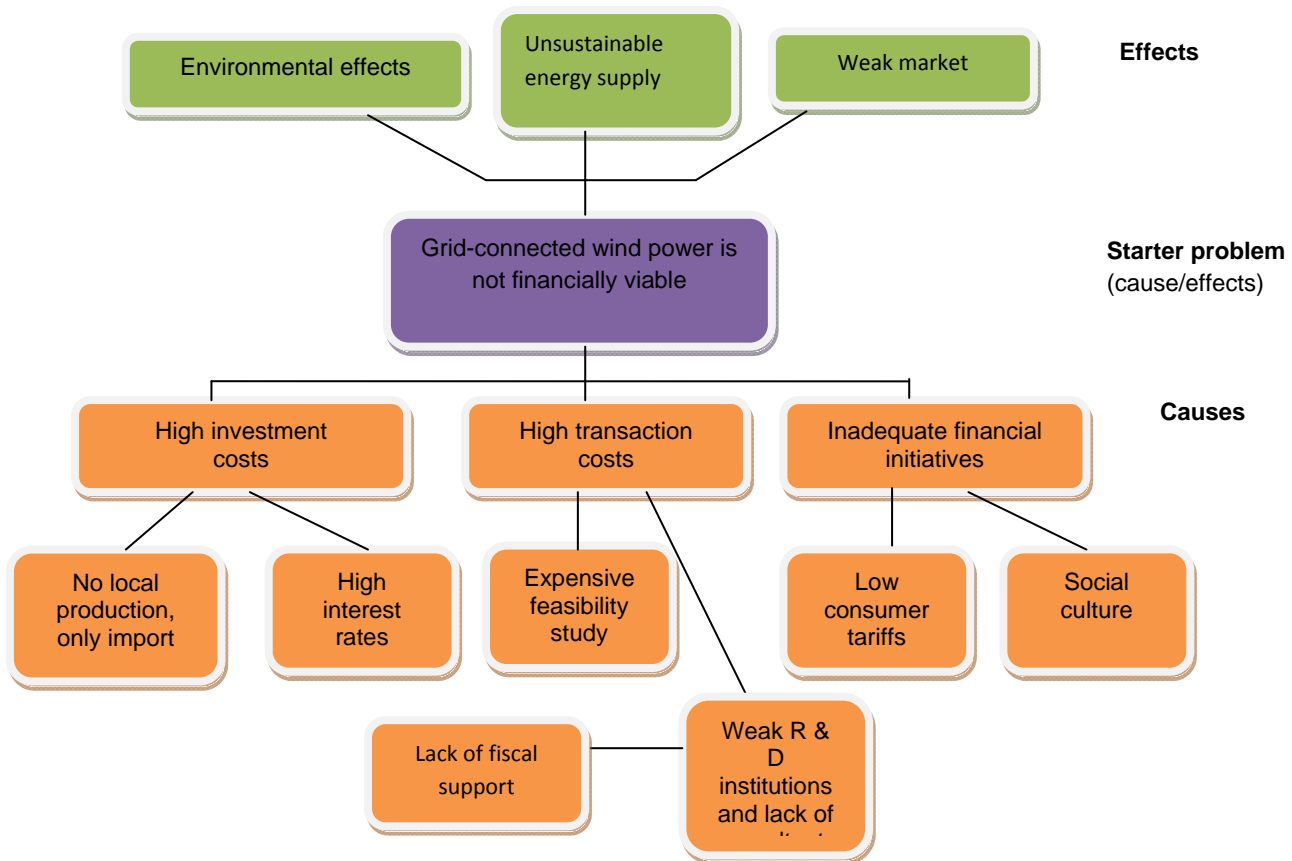 Environmental effects
Unsustainable
energy supply
Weak market
Effects
Grid-connected wind power is
not financially viable
Starter problem
(cause/effects)
Causes
High investment
costs
High transaction
costs
Inadequate financial
initiatives
No local
production,
only import
High
interest
rates
Expensive
feasibility
study
Low
consumer
tariffs
Social
culture
Lack of fiscal
support
Weak R & D
institutions
and lack of